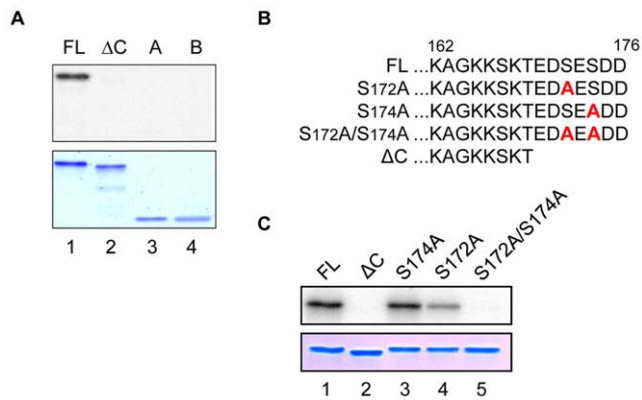 A
FL ΔC A B
1 2 3 4
B
162 176
FL ...KAGKKSKTEDSESDD
S172A ...KAGKKSKTEDAESDD
S174A ...KAGKKSKTEDSEADD
S172A/S174A ...KAGKKSKTEDAEADD
ΔC ...KAGKKSKT
C
FL ΔC S174A S172A S172A/S174A
1 2 3 4 5